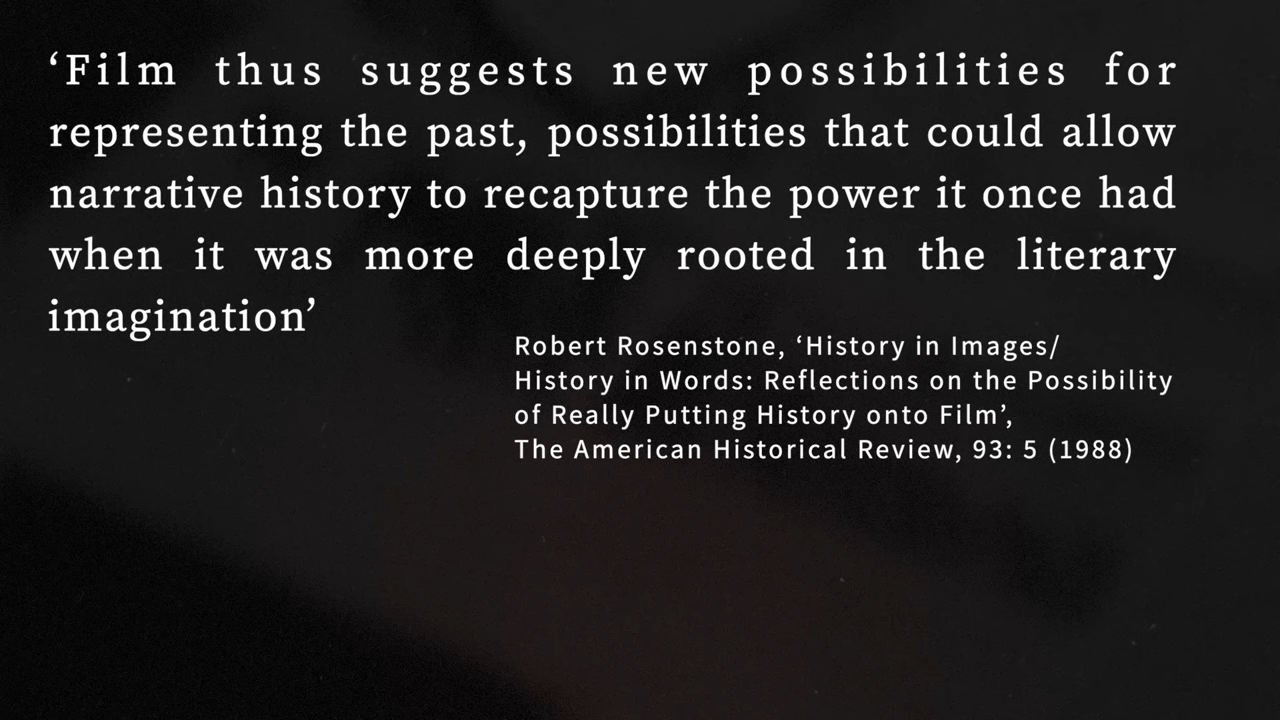 ‘Film thus suggests new possibilities for
representing the past, possibilities that could allow
narrative history to recapture the power it once had
when it was more deeply rooted in the literary
imagination’
Robert Rosenstone, ‘History in Images/
History in Words: Reflections on the Possibility
of Really Putting History onto Film’,
The American Historical Review, 93: 5 (1988)